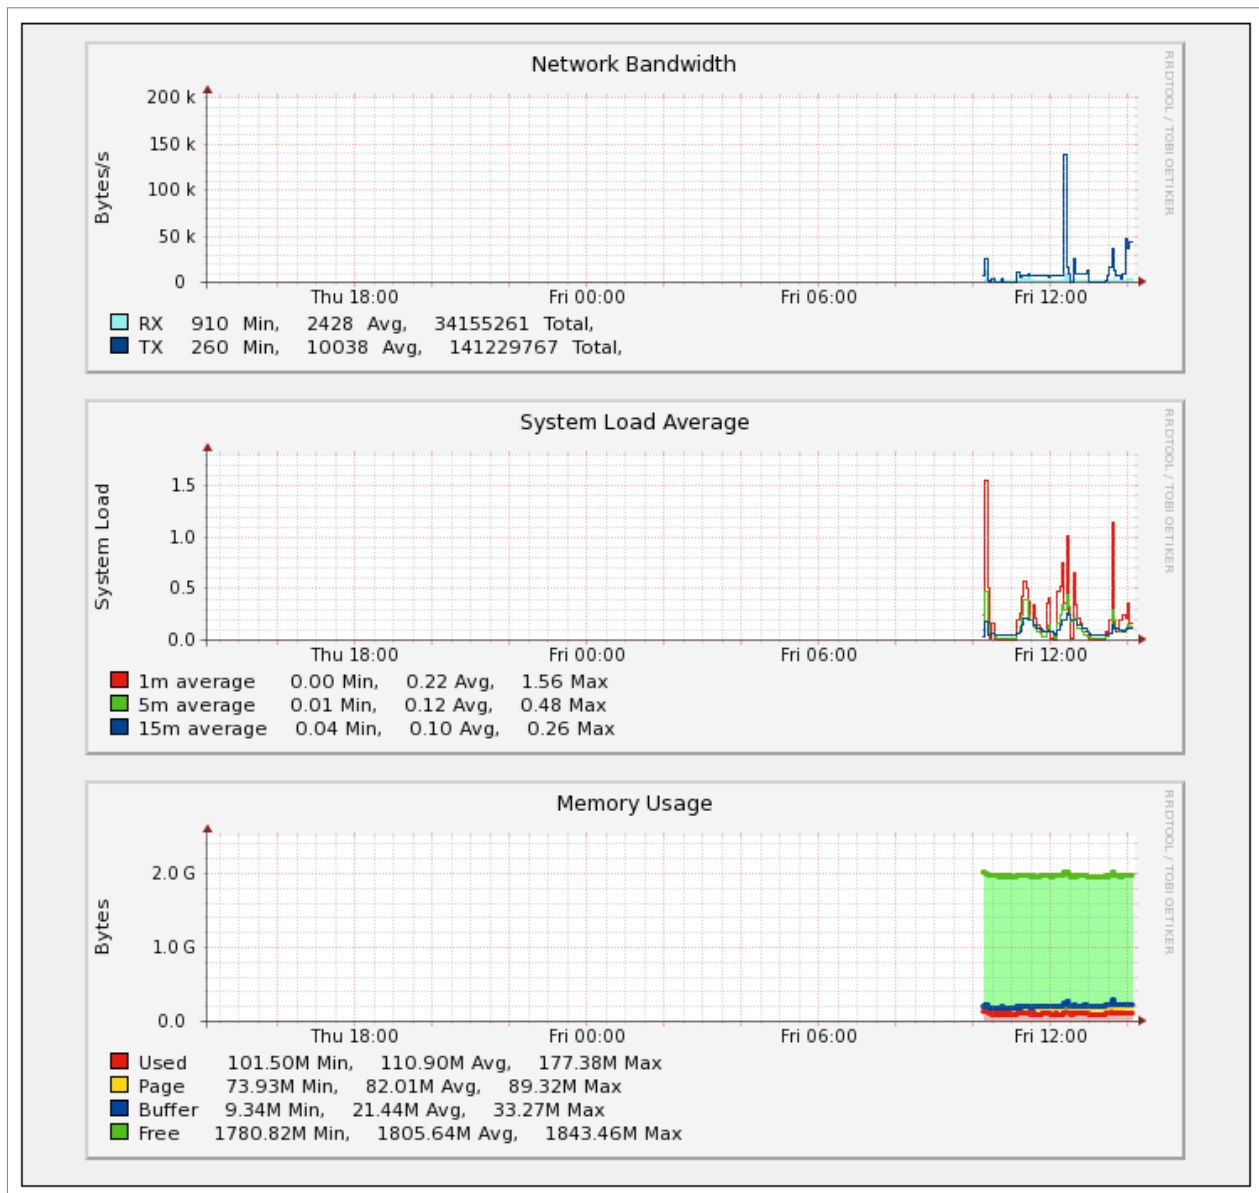 Network Bandwidth
RRDTOOL / TOBI OETIKER
Bytes/s
200 k
150 k
100 k
50 k
0
Thu 18:00 Fri 00:00 Fri 06:00 Fri 12:00
RX 910 Min, 2428 Avg, 34155261 Total,
TX 260 Min, 10038 Avg, 141229767 Total,
System Load Average
RRDTOOL / TOBI OETIKER
System Load
1.5
1.0
0.5
0.0
Thu 18:00 Fri 00:00 Fri 06:00 Fri 12:00
1m average 0.00 Min, 0.22 Avg, 1.56 Max
5m average 0.01 Min, 0.12 Avg, 0.48 Max
15m average 0.04 Min, 0.10 Avg, 0.26 Max
Memory Usage
RRDTOOL / TOBI OETIKER
Bytes
2.0 G
1.0 G
0.0
Thu 18:00 Fri 00:00 Fri 06:00 Fri 12:00
Used 101.50M Min, 110.90M Avg, 177.38M Max
Page 73.93M Min, 82.01M Avg, 89.32M Max
Buffer 9.34M Min, 21.44M Avg, 33.27M Max
Free 1780.82M Min, 1805.64M Avg, 1843.46M Max